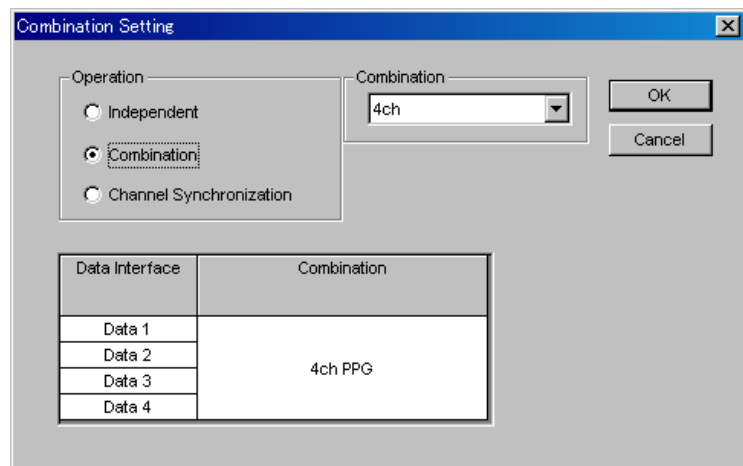 Combination Setting
Operation
Independent
Combination
Channel Synchronization
Combination
4ch
OK
Cancel
Data Interface
Combination
Data 1
Data 2
Data 3
Data 4
4ch PPG